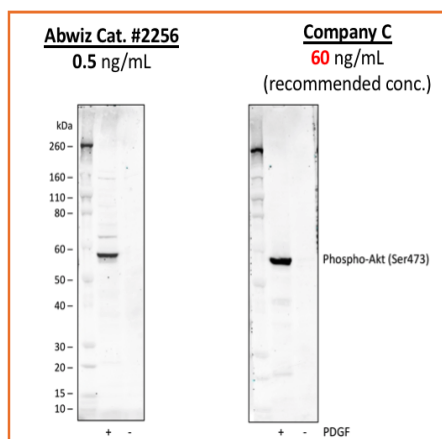 Abwiz Cat. #2256
0.5 ng/mL
Company C
60 ng/mL
(recommended conc.)
kDa
260 –
160 –
110 –
80 –
60 –
50 –
40 –
30 –
20 –
15 –
10 –
Phospho-Akt (Ser473)
+ -
+ - PDGF